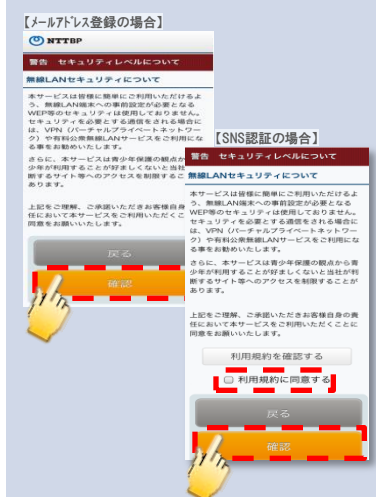 【メールアドレス登録の場合】
NTTBP
警告 セキュリティレベルについて
無線LANセキュリティについて
本サービスは皆様に簡単にご利用いただけるよ
う、無線LAN端末への事前設定が必要となる
WEP等のセキュリティは使用しておりません。
セキュリティを必要とする通信をされる場合に
は、VPN（バーチャルプライベートネットワー
ク）や有料公衆無線LANサービスをご利用にな
る事をお勧めいたします。
さらに、本サービスは青少年保護の観点か
少年が利用することが好ましくないと当社
断するサイト等へのアクセスを制限するこ
あります。
上記をご理解、ご承諾いただきお客様自身
任において本サービスをご利用いただくこ
同意をお願いいたします。
戻る
確認
【SNS認証の場合】
警告 セキュリティレベルについて
無線LANセキュリティについて
本サービスは皆様に簡単にご利用いただけるよ
う、無線LAN端末への事前設定が必要となる
WEP等のセキュリティは使用しておりません。
セキュリティを必要とする通信をされる場合に
は、VPN（バーチャルプライベートネットワー
ク）や有料公衆無線LANサービスをご利用にな
る事をお勧めいたします。
さらに、本サービスは青少年保護の観点から青
少年が利用することが好ましくないと当社が判
断するサイト等へのアクセスを制限することが
あります。
上記をご理解、ご承諾いただきお客様自身の責
任において本サービスをご利用いただくことに
同意をお願いいたします。
利用規約を確認する
利用規約に同意する
戻る
確認